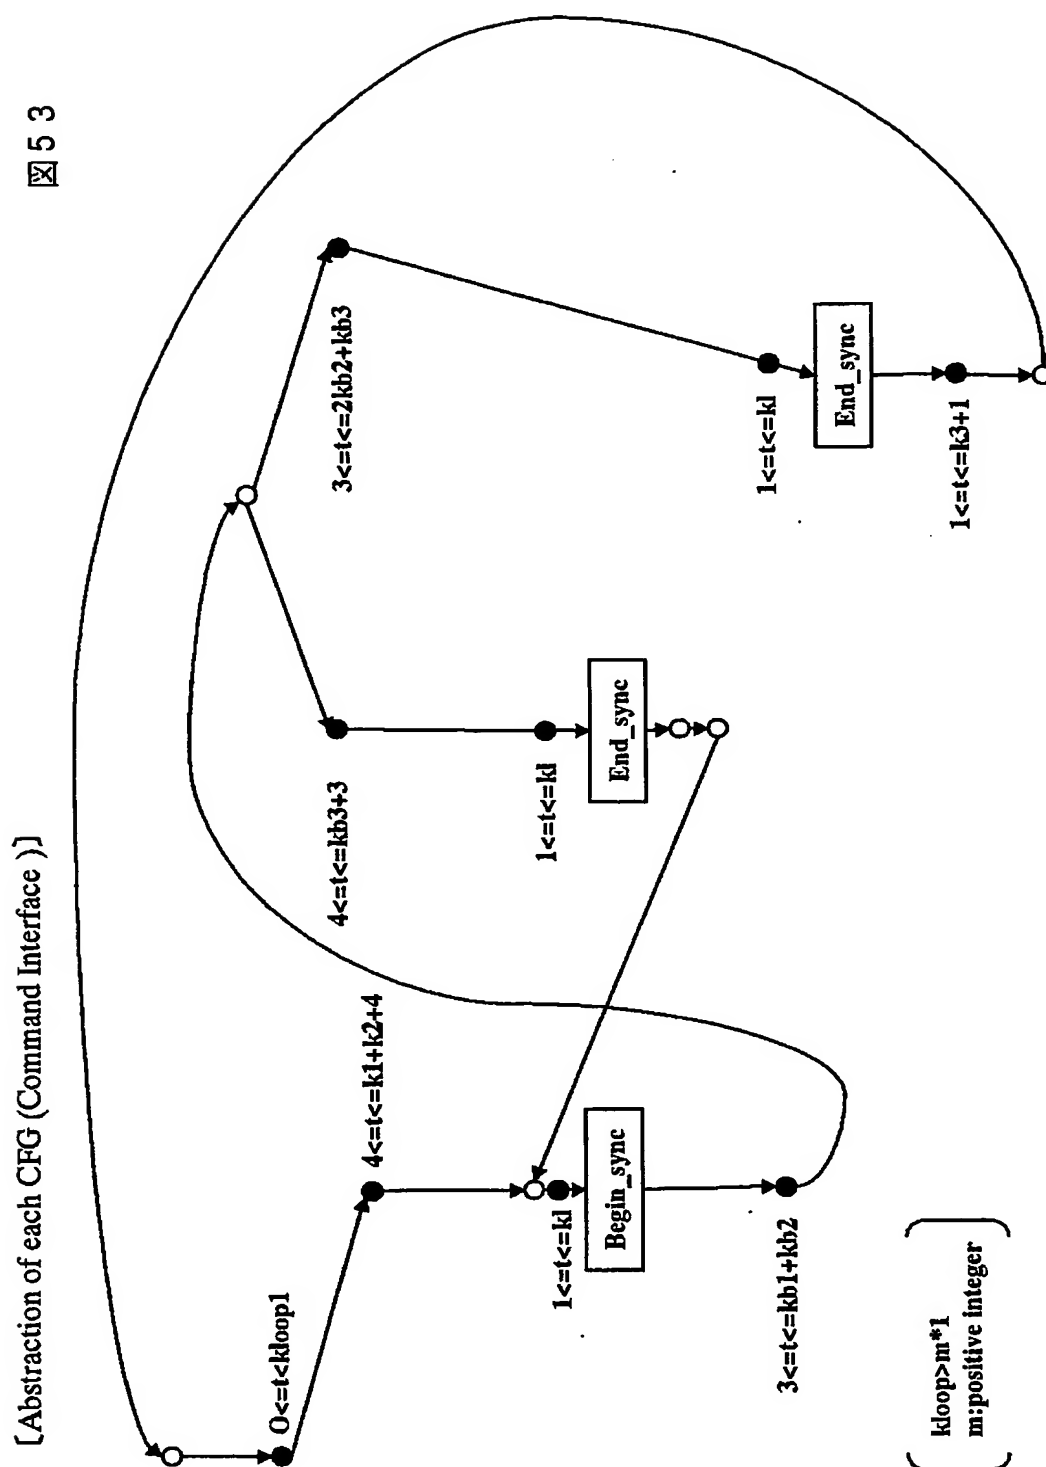 図53
[Abstraction of each CFG (Command Interface )]
0<=t<kloop1
4<=t<=k1+k2+4
1<=t<=kl
Begin_sync
3<=t<=kb1+kb2
4<=t<=kb3+3
1<=t<=kl
End_sync
3<=t<=2kb2+kb3
1<=t<=kl
End_sync
1<=t<=k3+1
kloop>m*1
m:positive integer